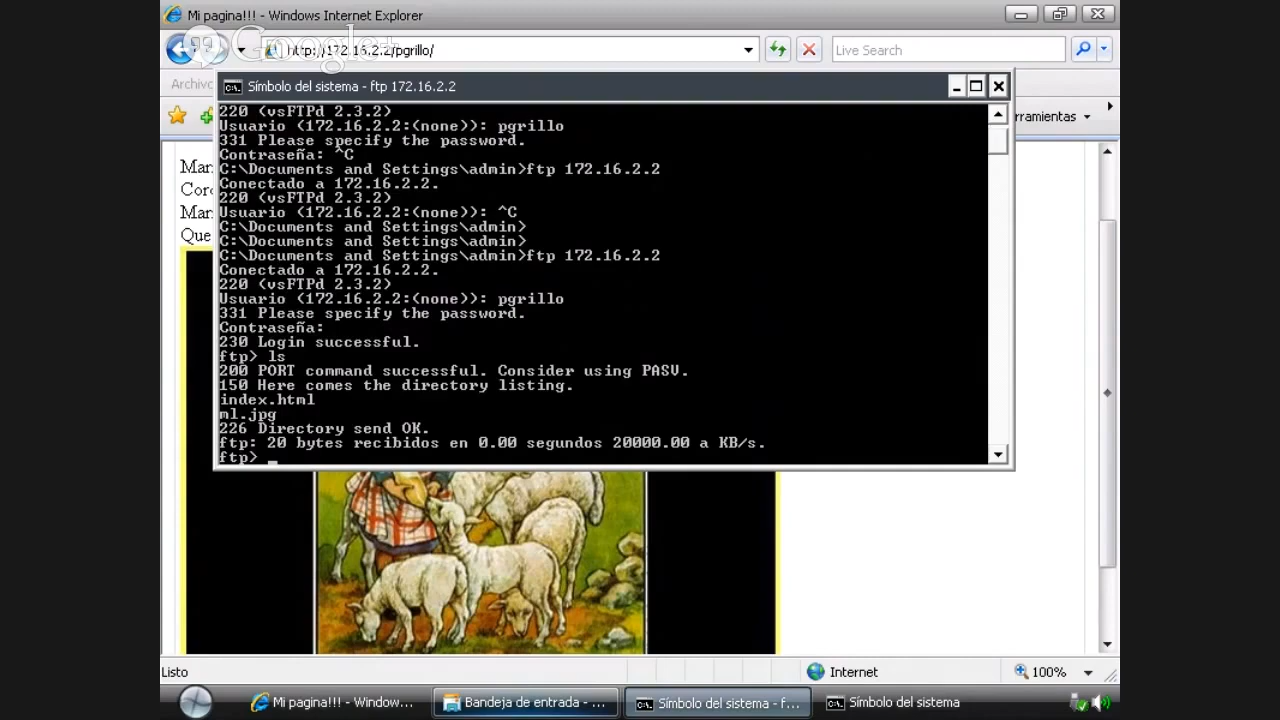 Mi pagina!!! - Windows Internet Explorer
Google+
http://172.16.2.2/pgrillo/
Live Search
Archivo
rramientas
Símbolo del sistema - ftp 172.16.2.2
220 (vsFTPd 2.3.2)
Usuario (172.16.2.2:(none)): pgrillo
331 Please specify the password.
Contraseña: ^C
C:\Documents and Settings\admin>ftp 172.16.2.2
Conectado a 172.16.2.2.
220 (vsFTPd 2.3.2)
Usuario (172.16.2.2:(none)): ^C
C:\Documents and Settings\admin>
C:\Documents and Settings\admin>
C:\Documents and Settings\admin>ftp 172.16.2.2
Conectado a 172.16.2.2.
220 (vsFTPd 2.3.2)
Usuario (172.16.2.2:(none)): pgrillo
331 Please specify the password.
Contraseña:
230 Login successful.
ftp> ls
200 PORT command successful. Consider using PASV.
150 Here comes the directory listing.
index.html
ml.jpg
226 Directory send OK.
ftp: 20 bytes recibidos en 0.00 segundos 20000.00 a KB/s.
ftp> _
Mar
Coro
Mar
Que
Listo
Internet
100%
Mi pagina!!! - Window...
Bandeja de entrada - ...
Símbolo del sistema - f...
Símbolo del sistema